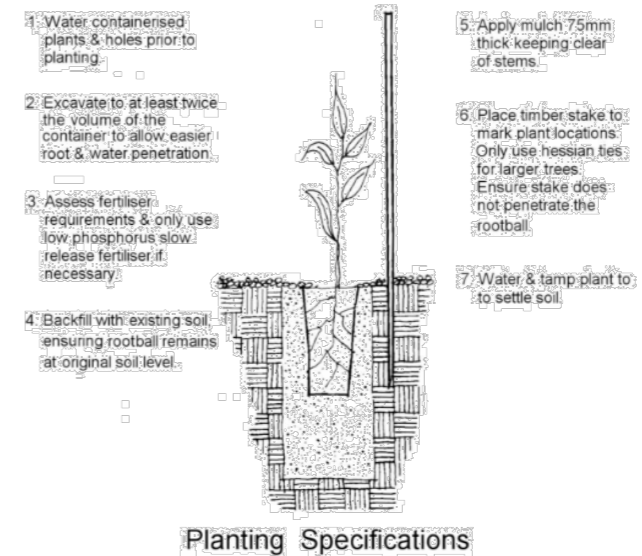 1. Water containerised
plants & holes prior to
planting.
2. Excavate to at least twice
the volume of the
container to allow easier
root & water penetration.
3. Assess fertiliser
requirements & only use
low phosphorus slow
release fertiliser if
necessary.
4. Backfill with existing soil,
ensuring rootball remains
at original soil level.
5. Apply mulch 75mm
thick keeping clear
of stems.
6. Place timber stake to
mark plant locations.
Only use hessian ties
for larger trees.
Ensure stake does
not penetrate the
rootball.
7. Water & tamp plant to
to settle soil.
Planting Specifications